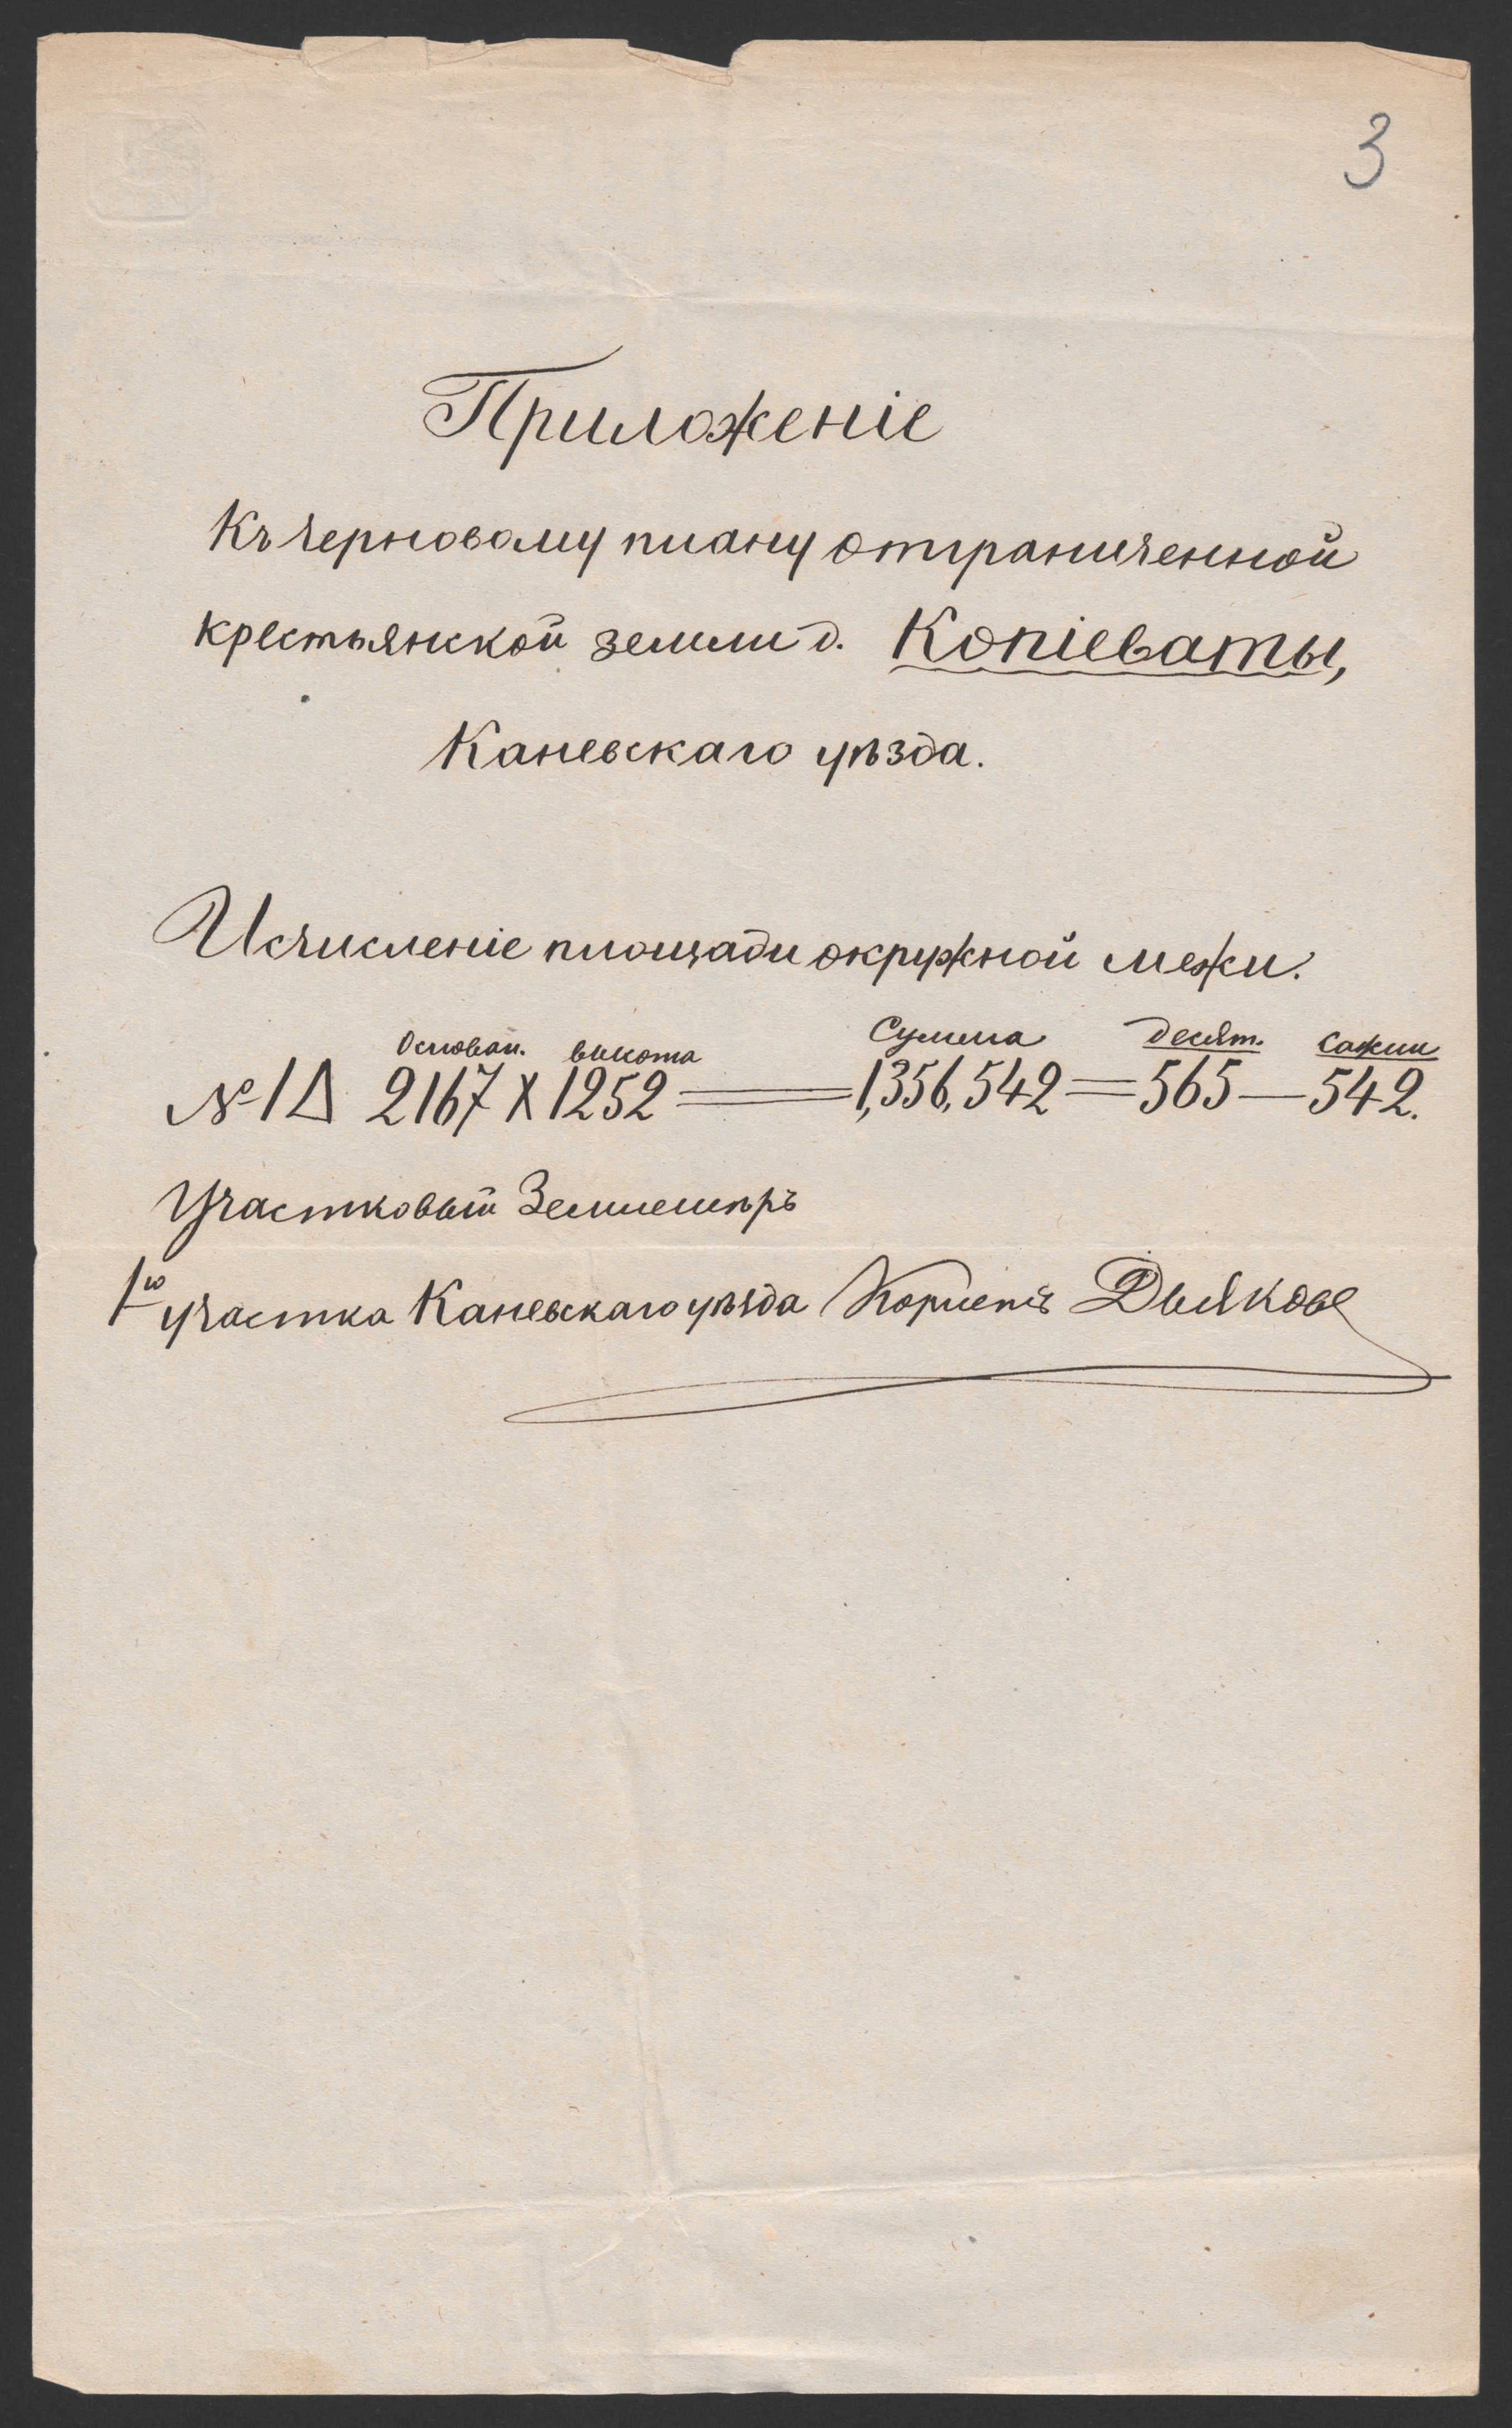 3
Приложеніе
Къ черновому плану отграниченной
крестьянской земли д. Копіеваты,
Каневскаго уѣзда.
Исчисленіе площади окружной межи.
Основан. высота Сумма десят. сажен
№ 1 Δ 2167 X 1252 = 1,356,542 = 565 — 542.
Участковый Землемѣръ
1го участка Каневскаго уѣзда Корнетъ Дьяковъ